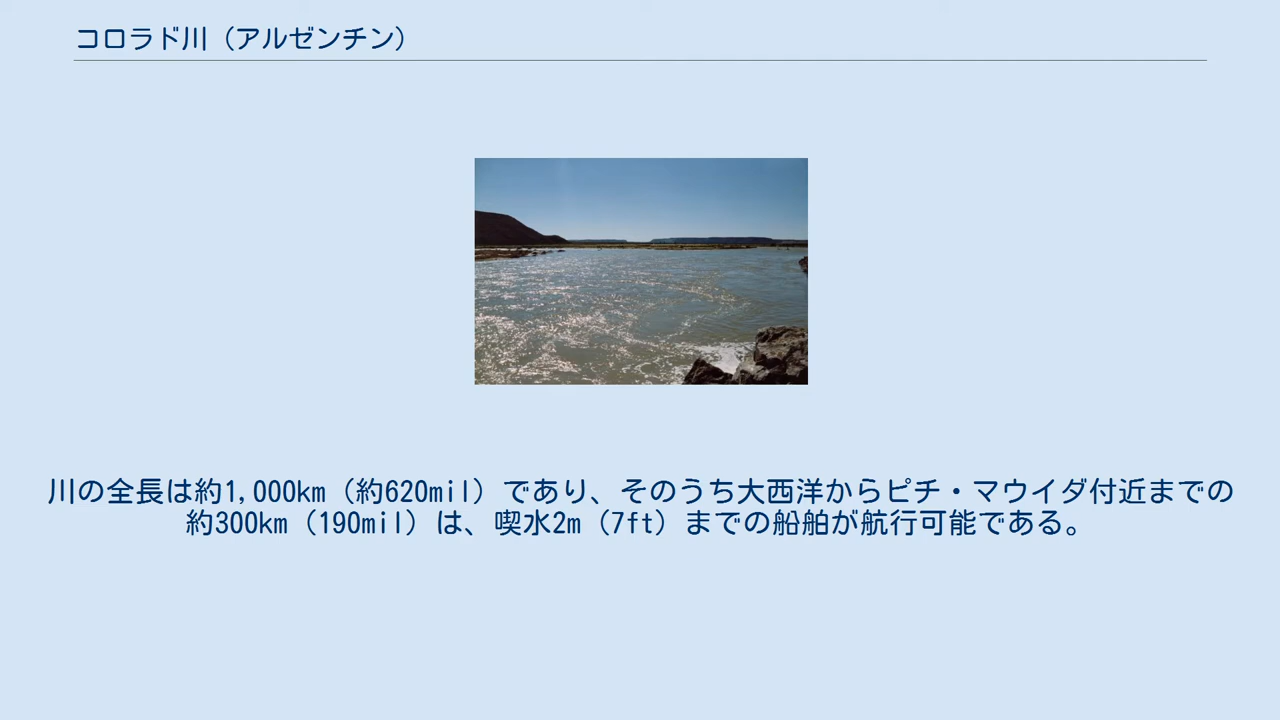 コロラド川（アルゼンチン）
川の全長は約1,000km（約620mil）であり、そのうち大西洋からピチ・マウイダ付近までの
約300km（190mil）は、喫水2m（7ft）までの船舶が航行可能である。